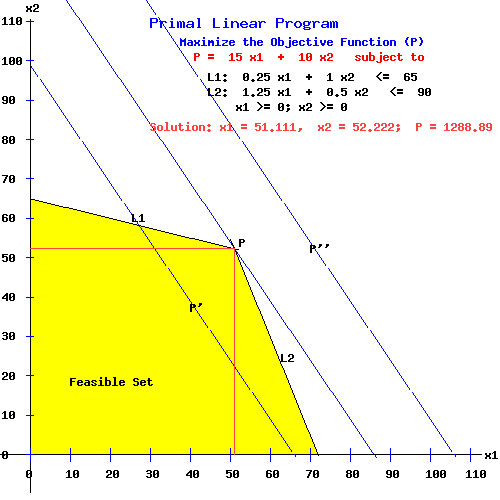 x2
Primal Linear Program
Maximize the Objective Function (P)
P = 15 x1 + 10 x2 subject to
L1: 0.25 x1 + 1 x2 <= 65
L2: 1.25 x1 + 0.5 x2 <= 90
x1 >= 0; x2 >= 0
Solution: x1 = 51.111, x2 = 52.222; P = 1288.89
110
100
90
80
70
60
50
40
30
20
10
0
L1
P
P''
P'
L2
Feasible Set
x1
0 10 20 30 40 50 60 70 80 90 100 110